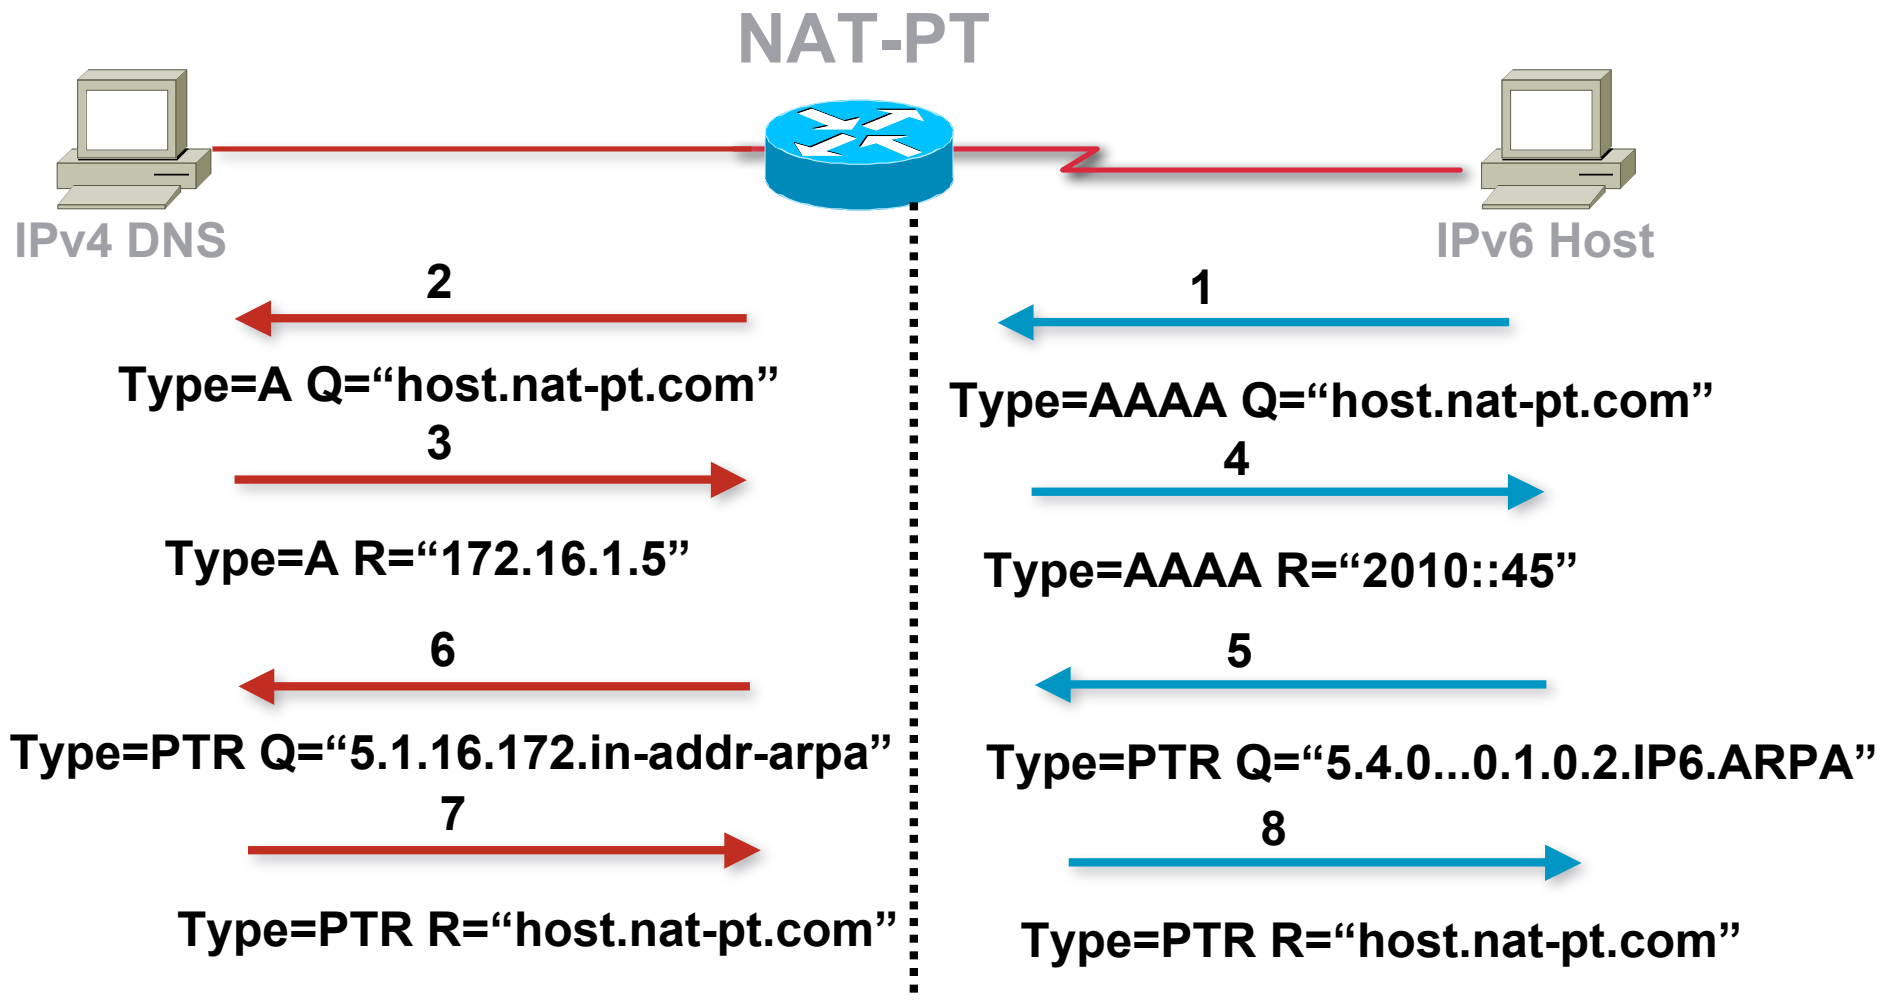 NAT-PT
IPv4 DNS
IPv6 Host
2
1
Type=A Q=“host.nat-pt.com”
Type=AAAA Q=“host.nat-pt.com”
3
4
Type=A R=“172.16.1.5”
Type=AAAA R=“2010::45”
6
5
Type=PTR Q=“5.1.16.172.in-addr-arpa”
Type=PTR Q=“5.4.0...0.1.0.2.IP6.ARPA”
7
8
Type=PTR R=“host.nat-pt.com”
Type=PTR R=“host.nat-pt.com”